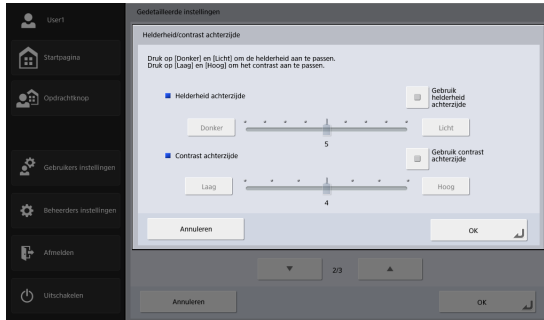 User1
Startpagina
Opdrachtknop
Gebruikers instellingen
Beheerders instellingen
Afmelden
Uitschakelen
Gedetailleerde instellingen
Helderheid/contrast achterzijde
Druk op [Donker] en [Licht] om de helderheid aan te passen.
Druk op [Laag] en [Hoog] om het contrast aan te passen.
Helderheid achterzijde
Gebruik
helderheid
achterzijde
Donker
Licht
5
Contrast achterzijde
Gebruik contrast
achterzijde
Laag
Hoog
4
Annuleren
OK
2/3
Annuleren
OK